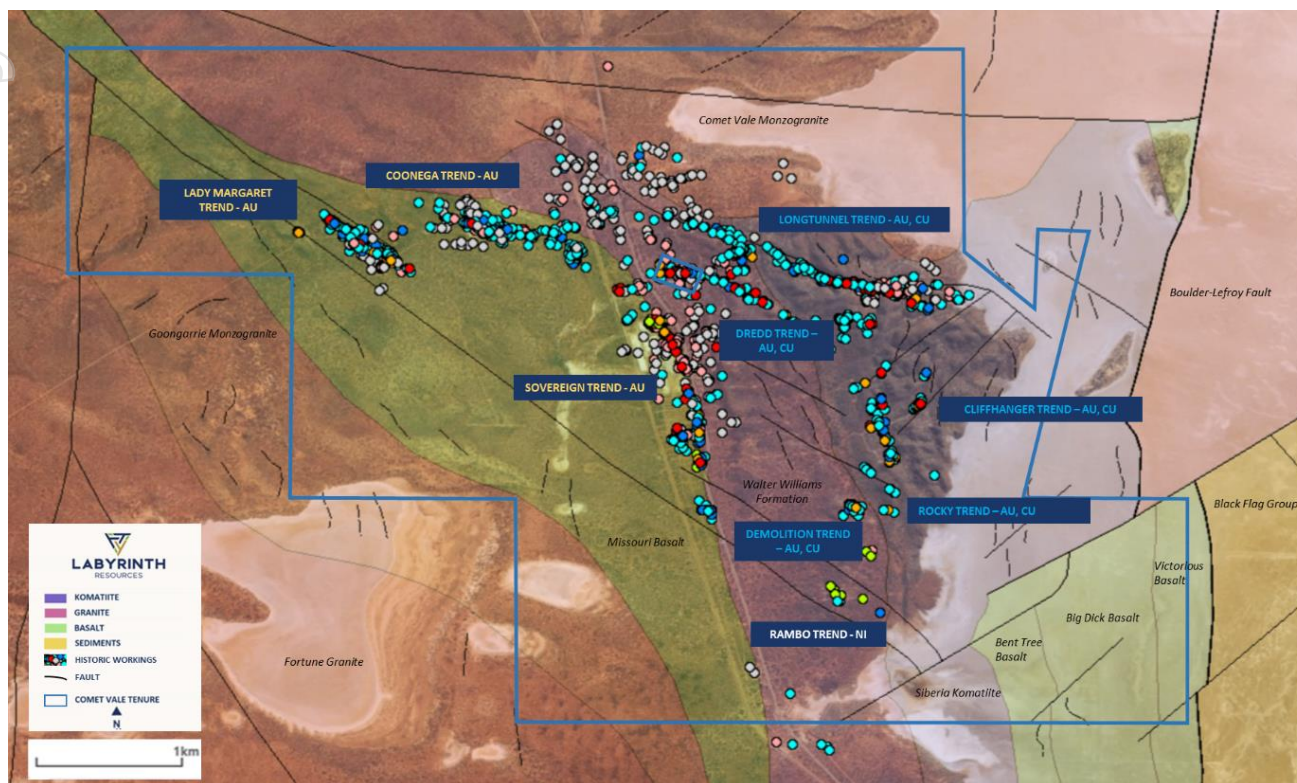 Comet Vale Monzogranite
COONEGA TREND - AU
LADY MARGARET
TREND - AU
LONGTUNNEL TREND - AU, CU
Boulder-Lefroy Fault
Goongarrie Monzogranite
DREDD TREND –
AU, CU
SOVEREIGN TREND - AU
CLIFFHANGER TREND – AU, CU
Walter Williams
Formation
Black Flag Group
ROCKY TREND – AU, CU
Missouri Basalt
DEMOLITION TREND
– AU, CU
Victorious
Basalt
Big Dick Basalt
RAMBO TREND - NI
Bent Tree
Basalt
Fortune Granite
Siberia Komatiite
LABYRINTH
RESOURCES
KOMATIITE
GRANITE
BASALT
SEDIMENTS
HISTORIC WORKINGS
FAULT
COMET VALE TENURE
N
1km